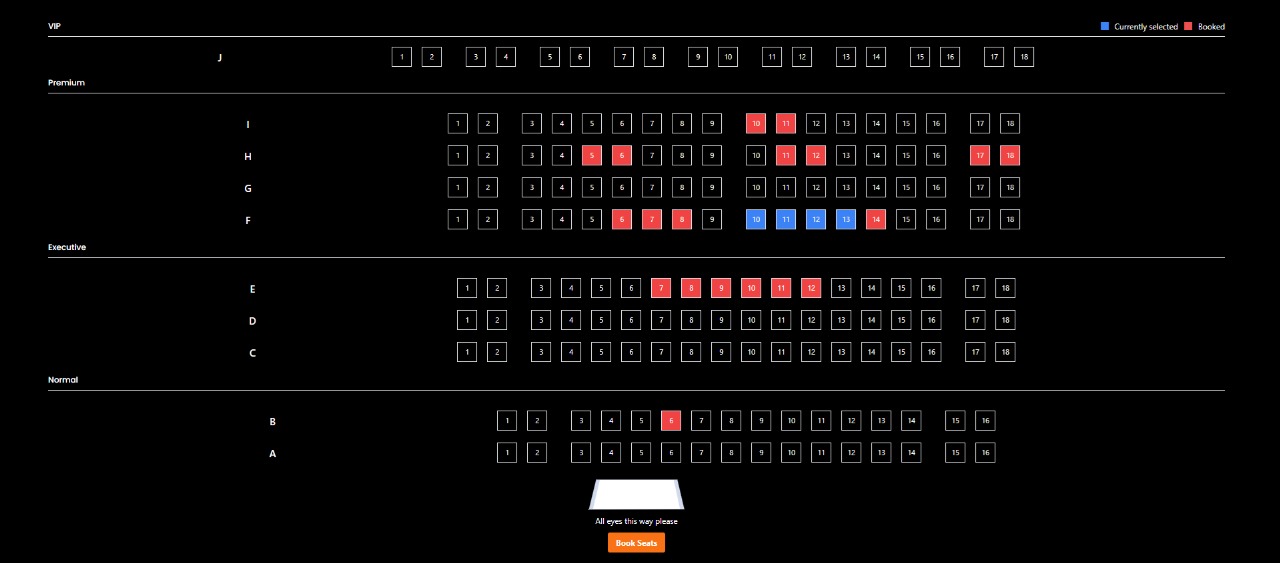 VIP Currently selected Booked
J 1 2 3 4 5 6 7 8 9 10 11 12 13 14 15 16 17 18
Premium
I 1 2 3 4 5 6 7 8 9 10 11 12 13 14 15 16 17 18
H 1 2 3 4 5 6 7 8 9 10 11 12 13 14 15 16 17 18
G 1 2 3 4 5 6 7 8 9 10 11 12 13 14 15 16 17 18
F 1 2 3 4 5 6 7 8 9 10 11 12 13 14 15 16 17 18
Executive
E 1 2 3 4 5 6 7 8 9 10 11 12 13 14 15 16 17 18
D 1 2 3 4 5 6 7 8 9 10 11 12 13 14 15 16 17 18
C 1 2 3 4 5 6 7 8 9 10 11 12 13 14 15 16 17 18
Normal
B 1 2 3 4 5 6 7 8 9 10 11 12 13 14 15 16
A 1 2 3 4 5 6 7 8 9 10 11 12 13 14 15 16
All eyes this way please
Book Seats